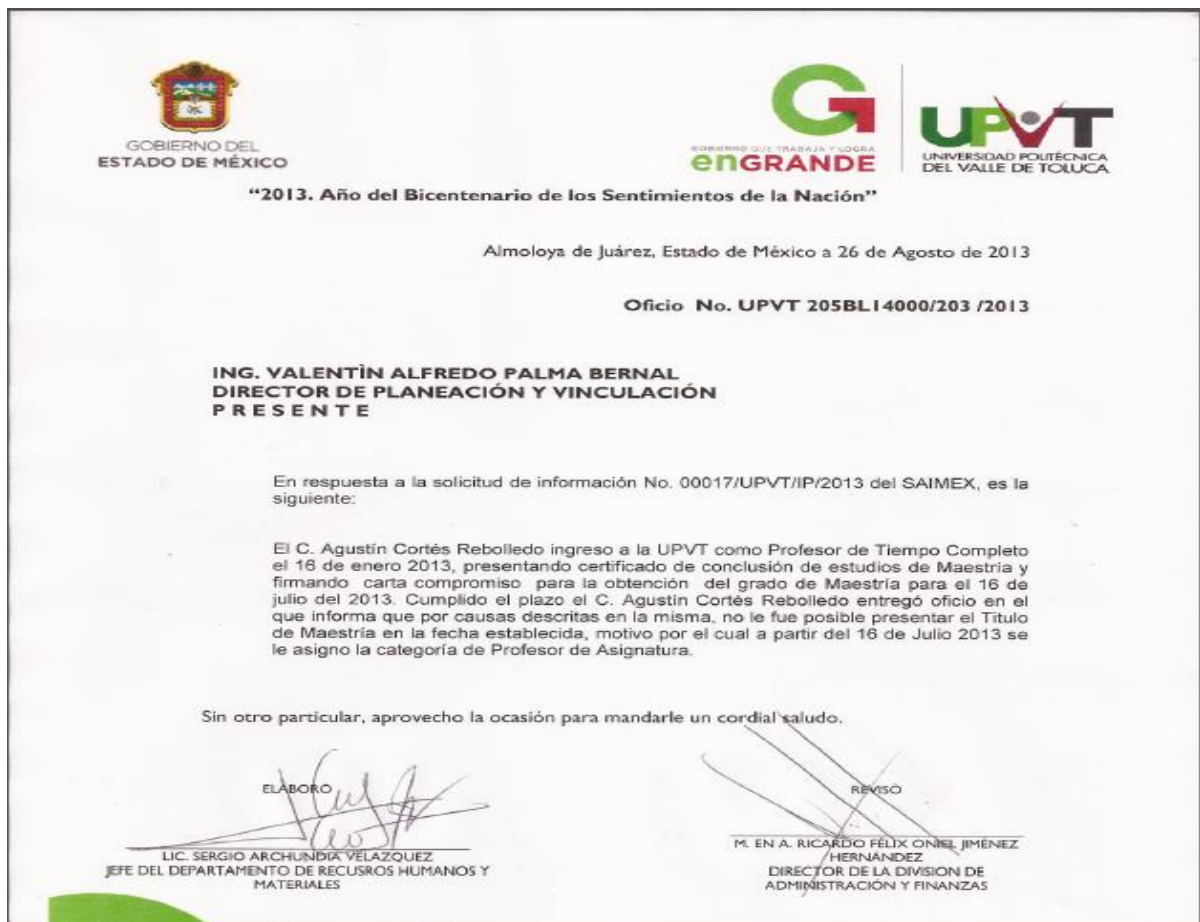 GOBIERNO DEL
ESTADO DE MÉXICO
GOBIERNO QUE TRABAJA Y LOGRA
enGRANDE
UPVT
UNIVERSIDAD POLITÉCNICA
DEL VALLE DE TOLUCA
“2013. Año del Bicentenario de los Sentimientos de la Nación”
Almoloya de Juárez, Estado de México a 26 de Agosto de 2013
Oficio No. UPVT 205BL14000/203 /2013
ING. VALENTÌN ALFREDO PALMA BERNAL
DIRECTOR DE PLANEACIÓN Y VINCULACIÓN
P R E S E N T E
En respuesta a la solicitud de información No. 00017/UPVT/IP/2013 del SAIMEX, es la
siguiente:
El C. Agustín Cortés Rebolledo ingreso a la UPVT como Profesor de Tiempo Completo
el 16 de enero 2013, presentando certificado de conclusión de estudios de Maestría y
firmando carta compromiso para la obtención del grado de Maestría para el 16 de
julio del 2013. Cumplido el plazo el C. Agustín Cortés Rebolledo entregó oficio en el
que informa que por causas descritas en la misma, no le fue posible presentar el Titulo
de Maestría en la fecha establecida, motivo por el cual a partir del 16 de Julio 2013 se
le asigno la categoría de Profesor de Asignatura.
Sin otro particular, aprovecho la ocasión para mandarle un cordial saludo.
ELABORO
LIC. SERGIO ARCHUNDIA VELAZQUEZ
JEFE DEL DEPARTAMENTO DE RECUSROS HUMANOS Y
MATERIALES
REVISÓ
M. EN A. RICARDO FÉLIX ONIEL JIMÉNEZ
HERNÁNDEZ
DIRECTOR DE LA DIVISION DE
ADMINISTRACIÓN Y FINANZAS